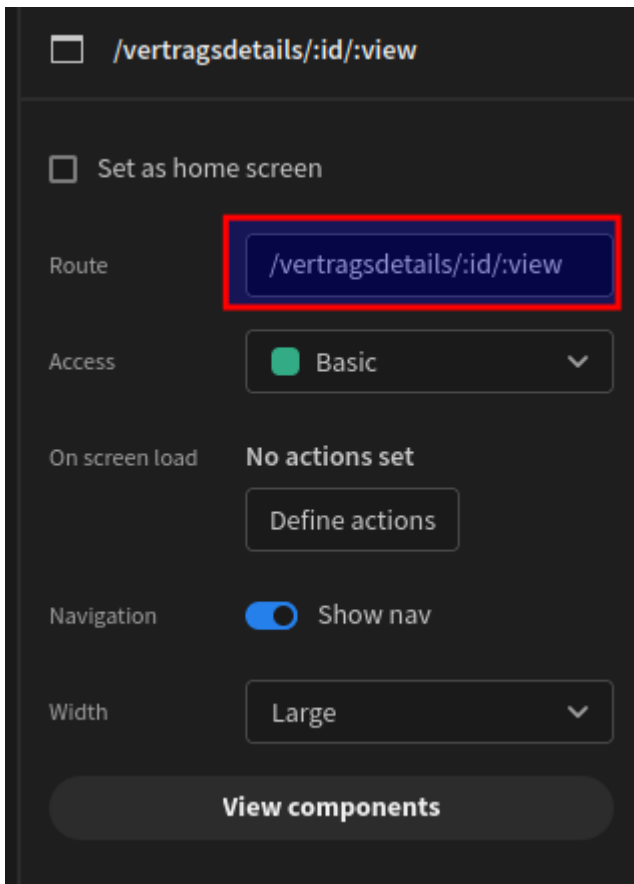 /vertragsdetails/:id/:view
Set as home screen
Route
/vertragsdetails/:id/:view
Access
Basic
On screen load
No actions set
Define actions
Navigation
Show nav
Width
Large
View components